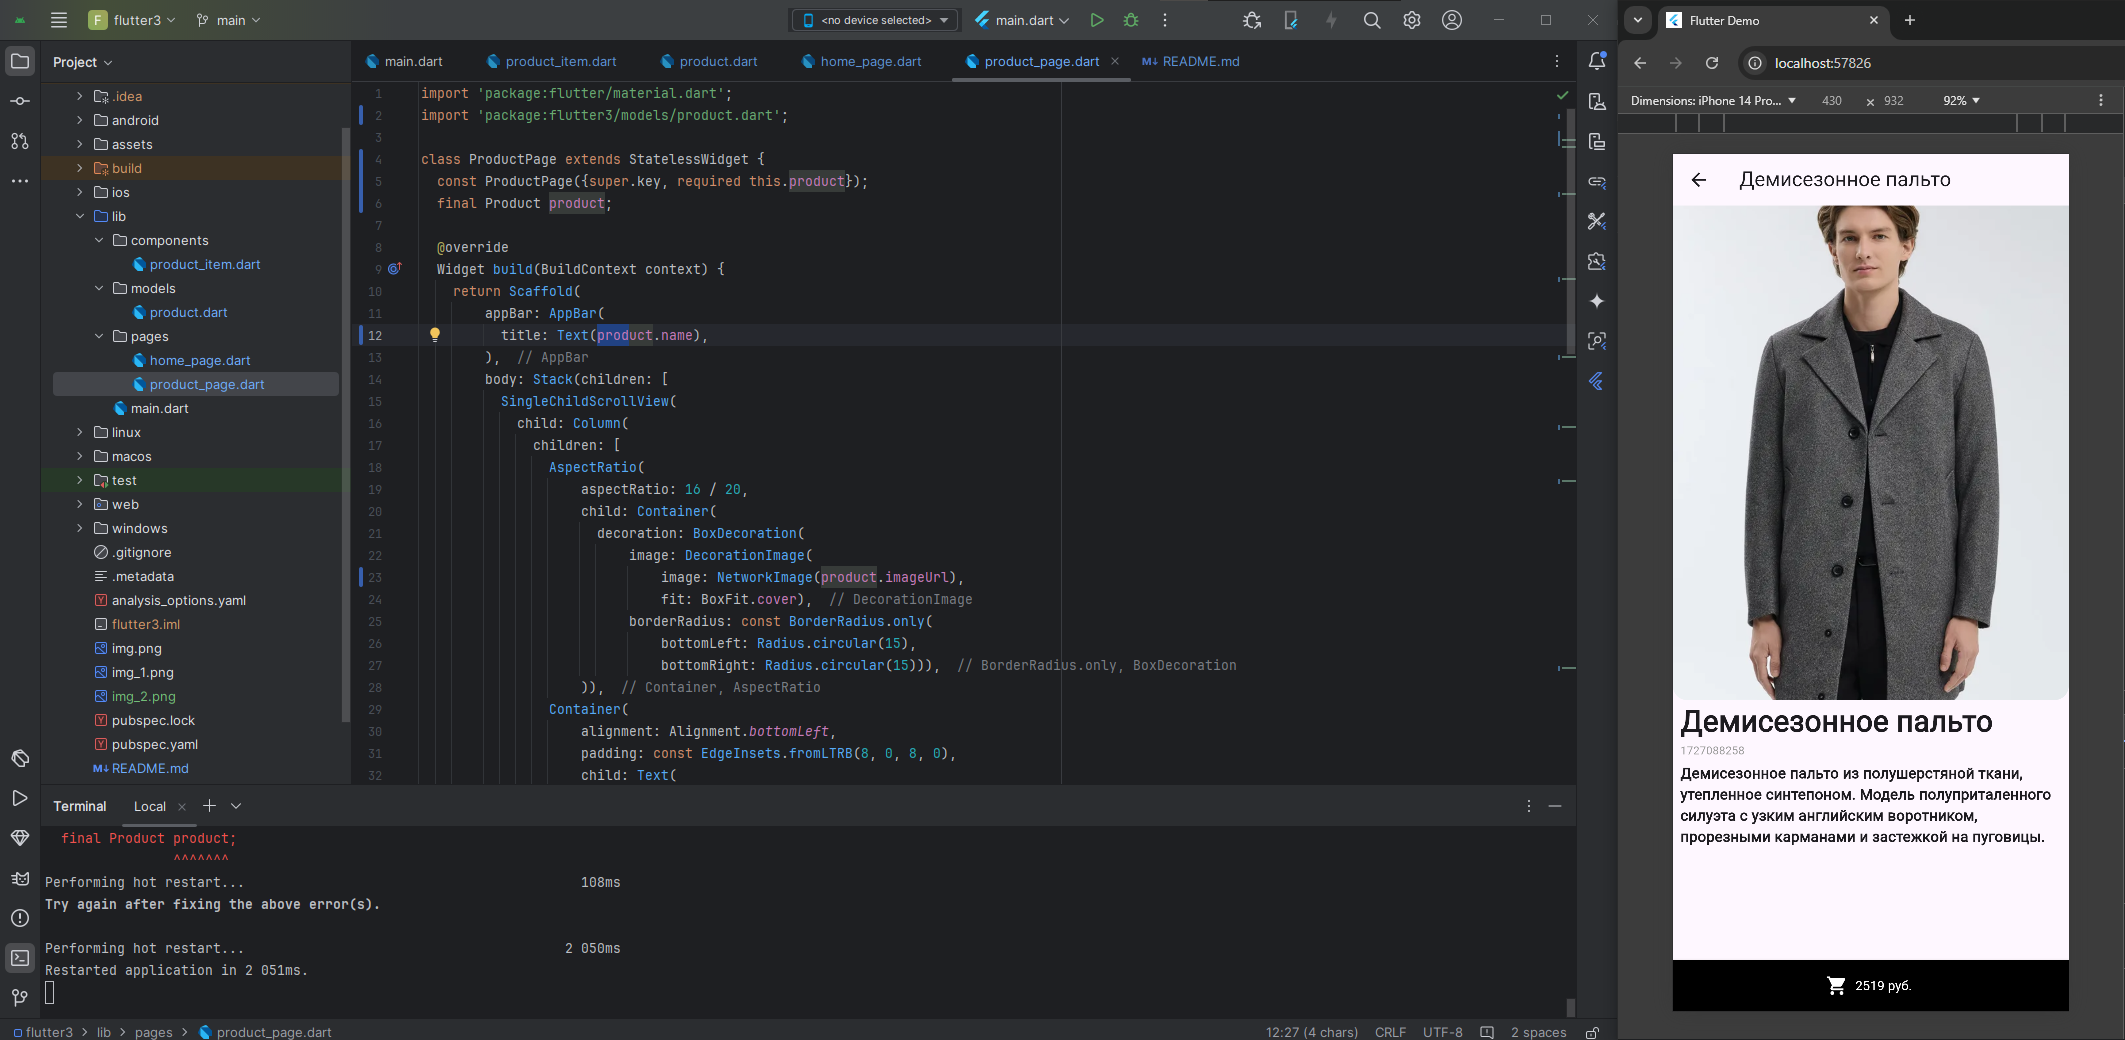 flutter3
main
<no device selected>
main.dart
Project
main.dart
product_item.dart
product.dart
home_page.dart
product_page.dart
README.md
.idea
android
assets
build
ios
lib
components
product_item.dart
models
product.dart
pages
home_page.dart
product_page.dart
main.dart
linux
macos
test
web
windows
.gitignore
.metadata
analysis_options.yaml
flutter3.iml
img.png
img_1.png
img_2.png
pubspec.lock
pubspec.yaml
README.md
1 import 'package:flutter/material.dart';
2 import 'package:flutter3/models/product.dart';
3
4 class ProductPage extends StatelessWidget {
5 const ProductPage({super.key, required this.product});
6 final Product product;
7
8 @override
9 Widget build(BuildContext context) {
10 return Scaffold(
11 appBar: AppBar(
12 title: Text(product.name),
13 ), // AppBar
14 body: Stack(children: [
15 SingleChildScrollView(
16 child: Column(
17 children: [
18 AspectRatio(
19 aspectRatio: 16 / 20,
20 child: Container(
21 decoration: BoxDecoration(
22 image: DecorationImage(
23 image: NetworkImage(product.imageUrl),
24 fit: BoxFit.cover), // DecorationImage
25 borderRadius: const BorderRadius.only(
26 bottomLeft: Radius.circular(15),
27 bottomRight: Radius.circular(15))), // BorderRadius.only, BoxDecoration
28 )), // Container, AspectRatio
29 Container(
30 alignment: Alignment.bottomLeft,
31 padding: const EdgeInsets.fromLTRB(8, 0, 8, 0),
32 child: Text(
Terminal
Local
final Product product;
^^^^^^^
Performing hot restart... 108ms
Try again after fixing the above error(s).
Performing hot restart... 2 050ms
Restarted application in 2 051ms.
flutter3 > lib > pages > product_page.dart
12:27 (4 chars) CRLF UTF-8 2 spaces
Flutter Demo
localhost:57826
Dimensions: iPhone 14 Pro... 430 × 932 92%
Демисезонное пальто
Демисезонное пальто
1727088258
Демисезонное пальто из полушерстяной ткани,
утепленное синтепоном. Модель полуприталенного
силуэта с узким английским воротником,
прорезными карманами и застежкой на пуговицы.
2519 руб.